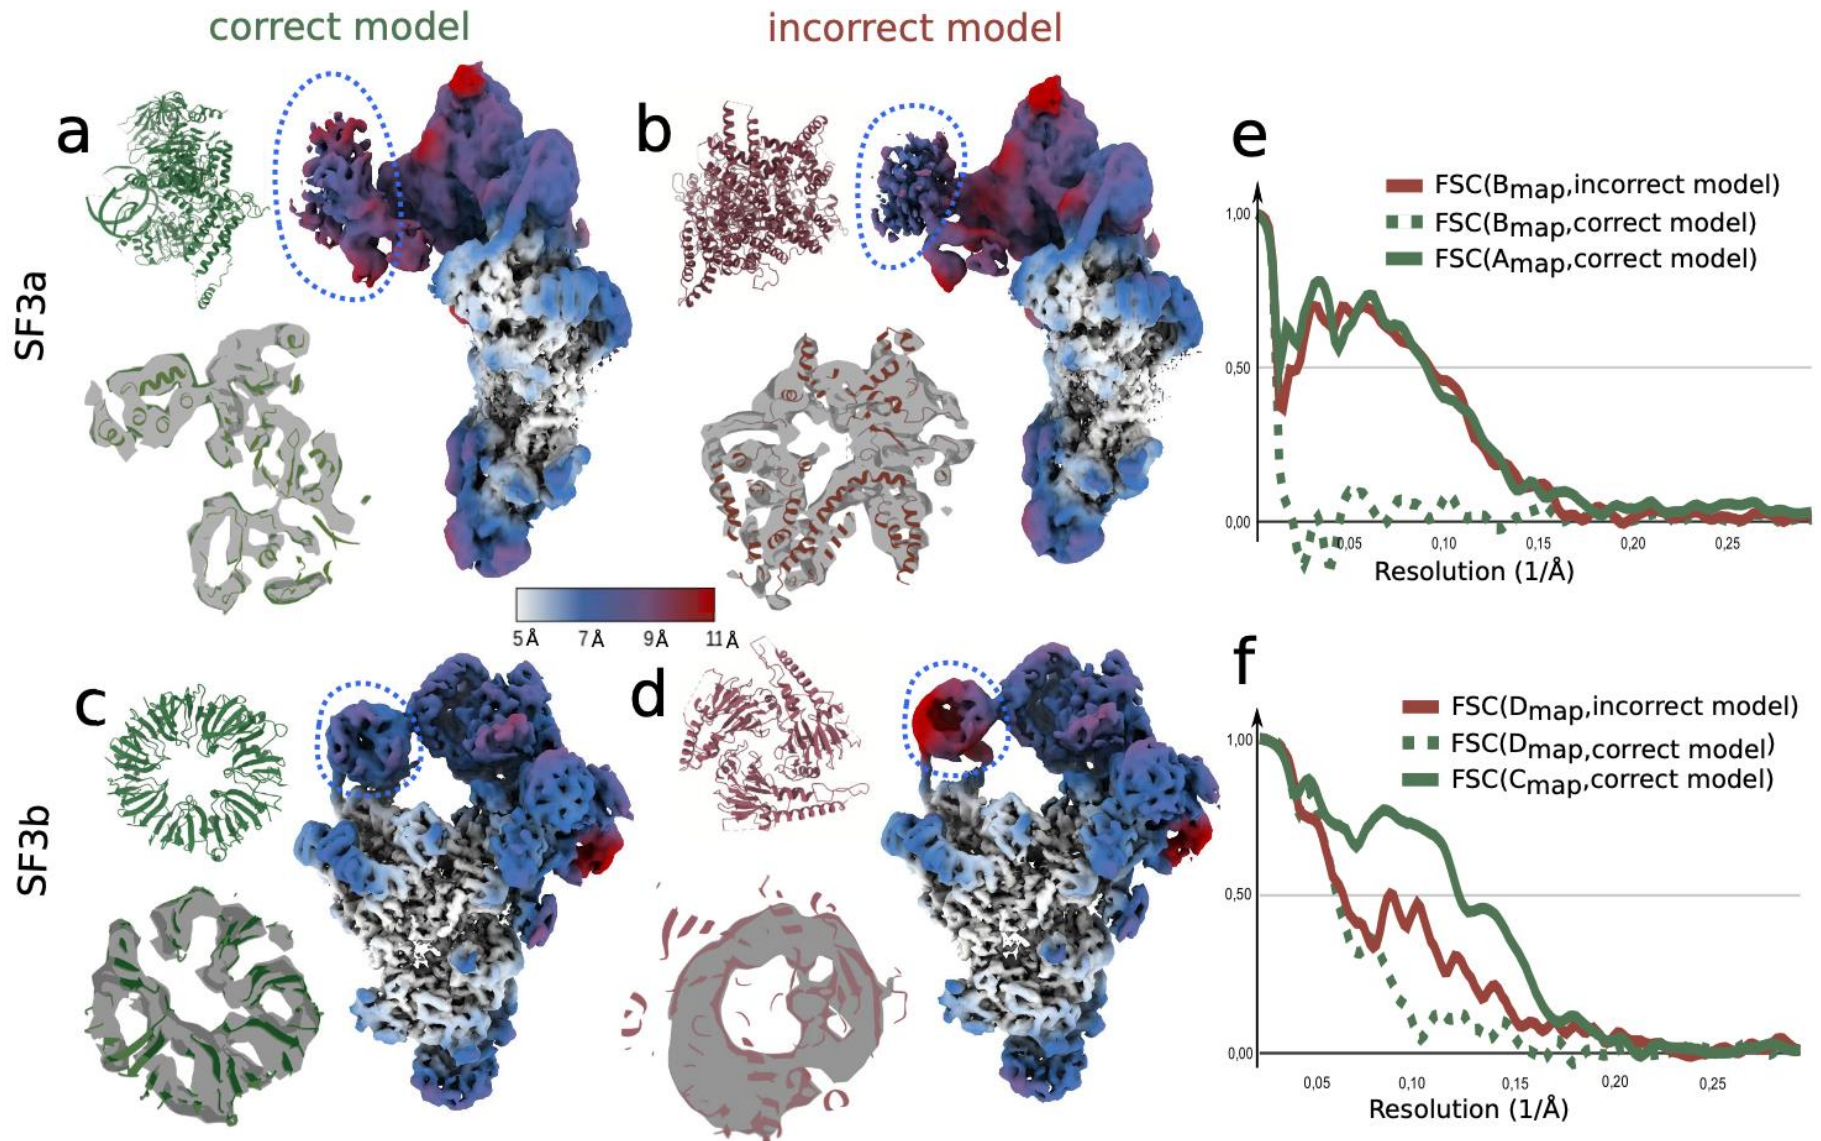 correct model
incorrect model
a
b
e
SF3a
FSC(Bmap,incorrect model)
FSC(Bmap,correct model)
FSC(Amap,correct model)
1,00
0,50
0,00
0,05
0,10
0,15
0,20
0,25
Resolution (1/Å)
5 Å
7 Å
9 Å
11 Å
c
d
f
SF3b
FSC(Dmap,incorrect model)
FSC(Dmap,correct model)
FSC(Cmap,correct model)
1,00
0,50
0,00
0,05
0,10
0,15
0,20
0,25
Resolution (1/Å)